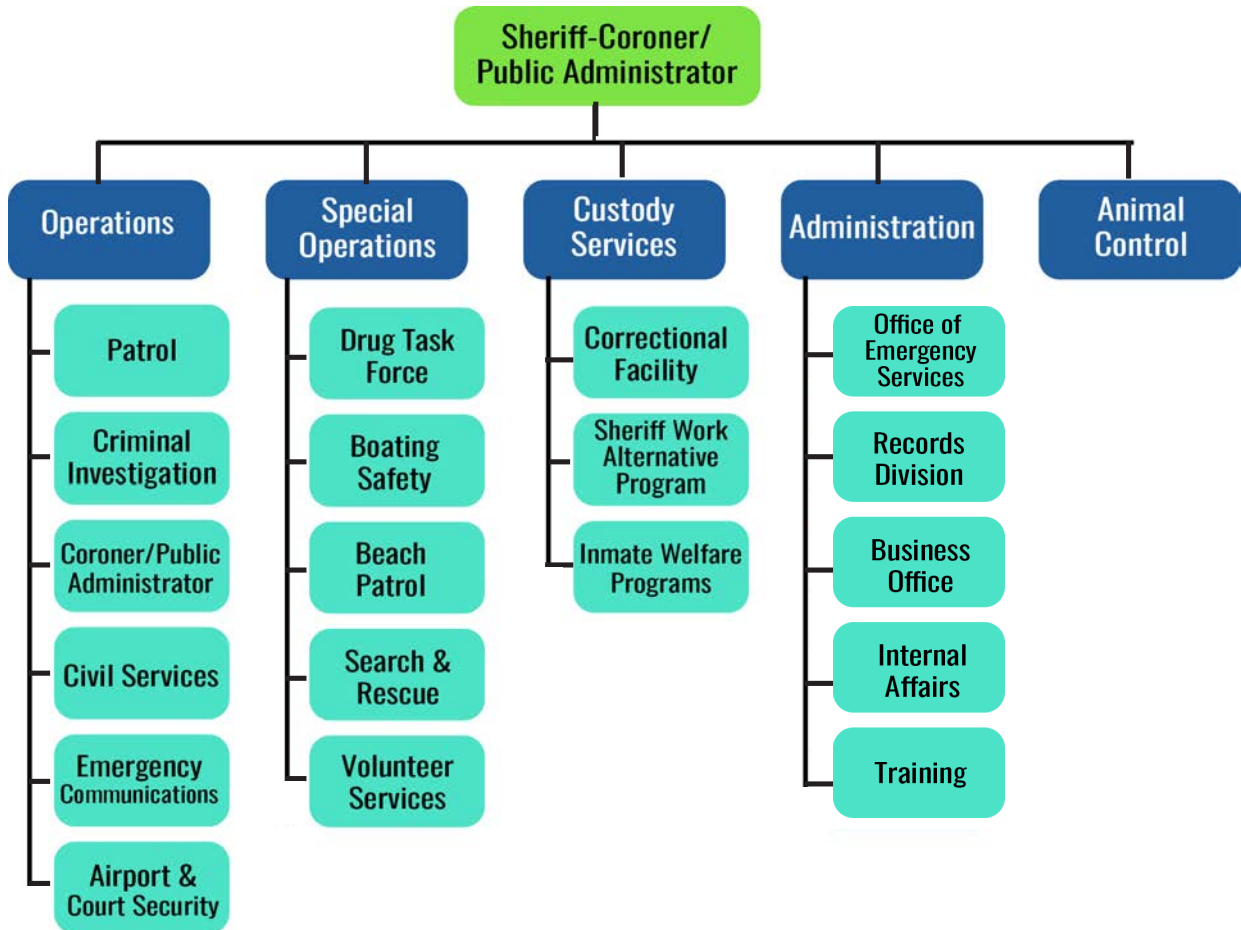 Sheriff-Coroner/
Public Administrator
Operations
Special
Operations
Custody
Services
Administration
Animal
Control
Patrol
Criminal
Investigation
Coroner/Public
Administrator
Civil Services
Emergency
Communications
Airport &
Court Security
Drug Task
Force
Boating
Safety
Beach
Patrol
Search &
Rescue
Volunteer
Services
Correctional
Facility
Sheriff Work
Alternative
Program
Inmate Welfare
Programs
Office of
Emergency
Services
Records
Division
Business
Office
Internal
Affairs
Training